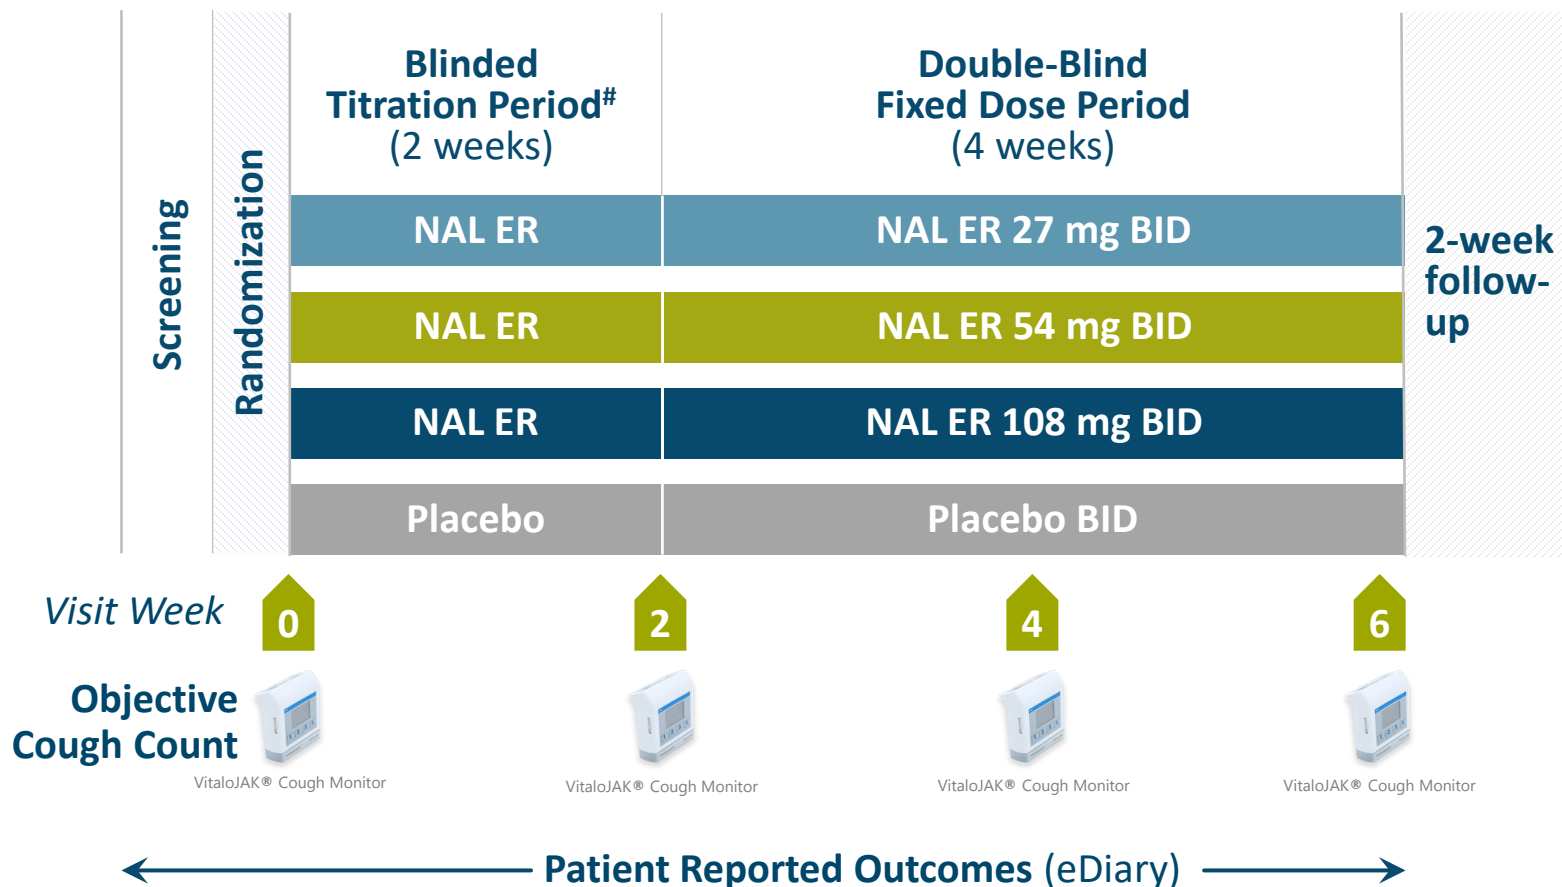 Screening
Randomization
Blinded
Titration Period#
(2 weeks)
Double-Blind
Fixed Dose Period
(4 weeks)
NAL ER
NAL ER 27 mg BID
NAL ER
NAL ER 54 mg BID
NAL ER
NAL ER 108 mg BID
Placebo
Placebo BID
2-week
follow-
up
Visit Week
0
2
4
6
Objective
Cough Count
VitaloJAK® Cough Monitor
VitaloJAK® Cough Monitor
VitaloJAK® Cough Monitor
VitaloJAK® Cough Monitor
Patient Reported Outcomes (eDiary)